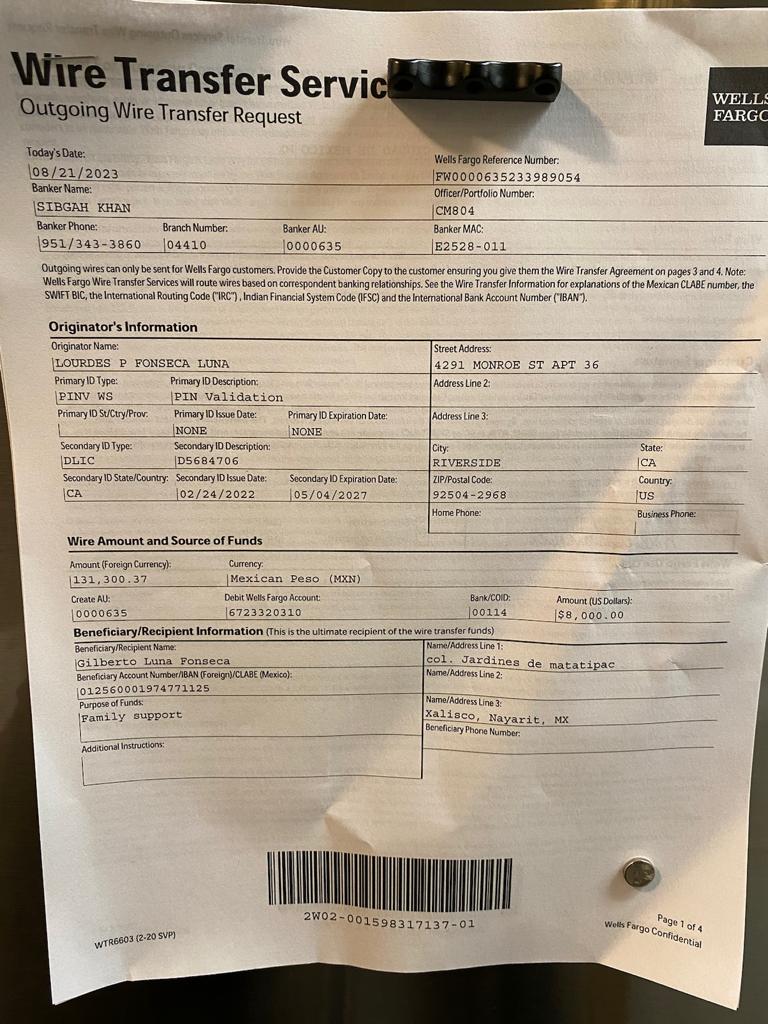 Wire Transfer Servic
Outgoing Wire Transfer Request
WELLS
FARGO
Today's Date:
08/21/2023
Wells Fargo Reference Number:
FW0000635233989054
Banker Name:
SIBGAH KHAN
Officer/Portfolio Number:
CM804
Banker Phone: Branch Number: Banker AU: Banker MAC:
951/343-3860 04410 0000635 E2528-011
Outgoing wires can only be sent for Wells Fargo customers. Provide the Customer Copy to the customer ensuring you give them the Wire Transfer Agreement on pages 3 and 4. Note:
Wells Fargo Wire Transfer Services will route wires based on correspondent banking relationships. See the Wire Transfer Information for explanations of the Mexican CLABE number, the
SWIFT BIC, the International Routing Code ("IRC") , Indian Financial System Code (IFSC) and the International Bank Account Number ("IBAN").
Originator's Information
Originator Name:
LOURDES P FONSECA LUNA
Street Address:
4291 MONROE ST APT 36
Primary ID Type: Primary ID Description:
PINV WS PIN Validation
Address Line 2:
Primary ID St/Ctry/Prov: Primary ID Issue Date: Primary ID Expiration Date:
NONE NONE
Address Line 3:
Secondary ID Type: Secondary ID Description:
DLIC D5684706
City: State:
RIVERSIDE CA
Secondary ID State/Country: Secondary ID Issue Date: Secondary ID Expiration Date:
CA 02/24/2022 05/04/2027
ZIP/Postal Code: Country:
92504-2968 US
Home Phone: Business Phone:
Wire Amount and Source of Funds
Amount (Foreign Currency): Currency:
131,300.37 Mexican Peso (MXN)
Create AU: Debit Wells Fargo Account: Bank/COID: Amount (US Dollars):
0000635 6723320310 00114 $8,000.00
Beneficiary/Recipient Information (This is the ultimate recipient of the wire transfer funds)
Beneficiary/Recipient Name:
Gilberto Luna Fonseca
Name/Address Line 1:
col. Jardines de matatipac
Beneficiary Account Number/IBAN (Foreign)/CLABE (Mexico):
012560001974771125
Name/Address Line 2:
Purpose of Funds:
Family support
Name/Address Line 3:
Xalisco, Nayarit, MX
Additional Instructions:
Beneficiary Phone Number:
2W02-001598317137-01
WTR6603 (2-20 SVP)
Page 1 of 4
Wells Fargo Confidential